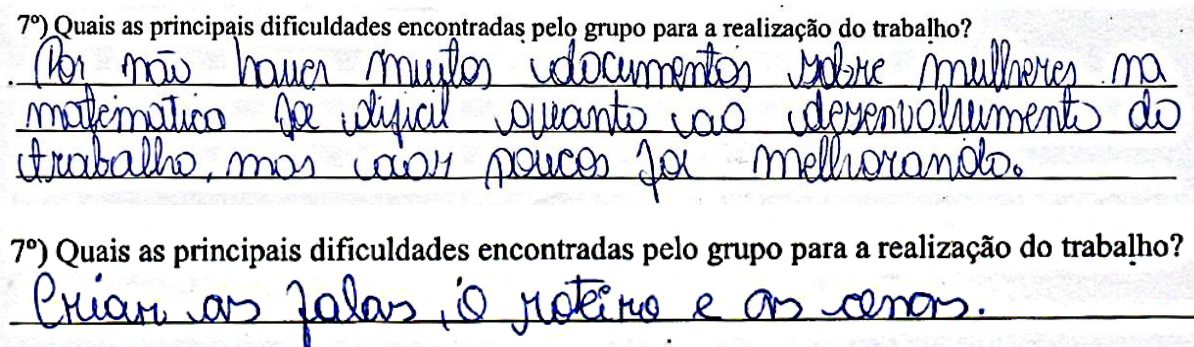 7º) Quais as principais dificuldades encontradas pelo grupo para a realização do trabalho?
Por não haver muitos documentos sobre mulheres na
matematica foi dificil quanto ao desenvolvimento do
trabalho, mas aos poucos foi melhorando.
7º) Quais as principais dificuldades encontradas pelo grupo para a realização do trabalho?
Criar as falas, o roteiro e as cenas.